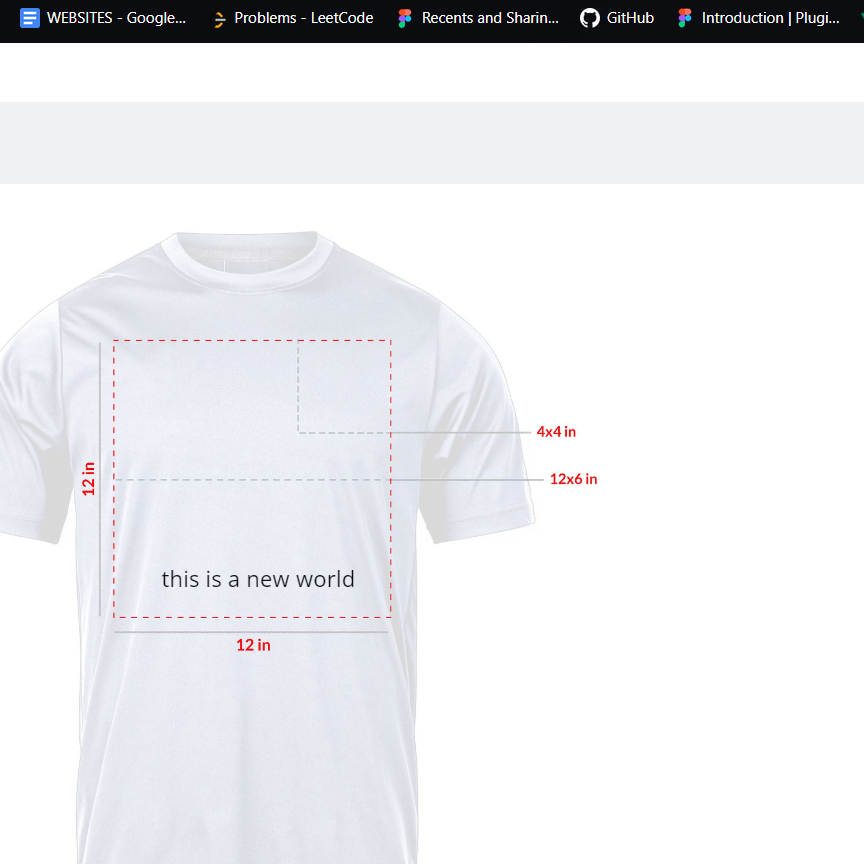 WEBSITES - Google...
Problems - LeetCode
Recents and Sharin...
GitHub
Introduction | Plugi...
4x4 in
12 in
12x6 in
this is a new world
12 in